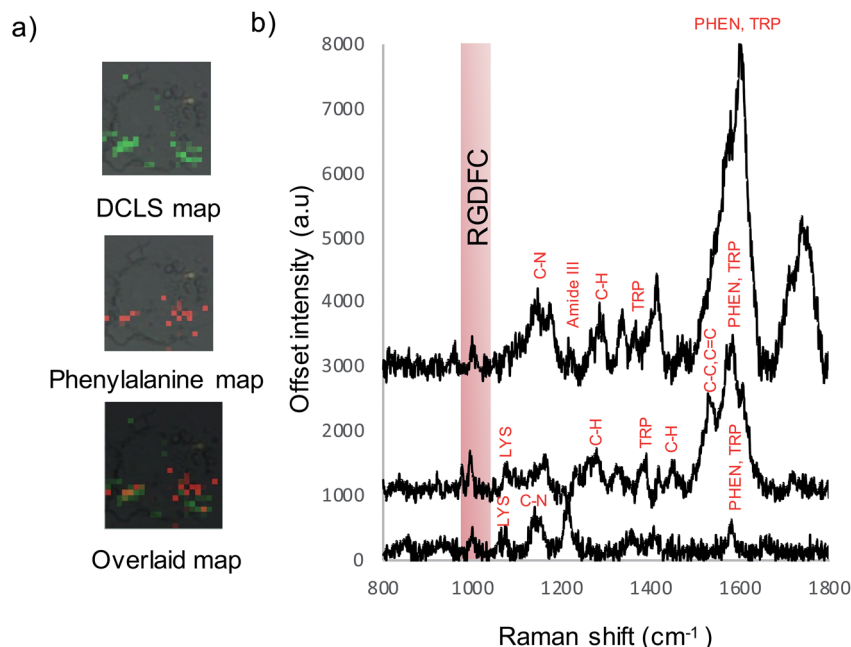 a)
DCLS map
Phenylalanine map
Overlaid map
b)
PHEN, TRP
8000
7000
6000
5000
4000
3000
2000
1000
0
Offset intensity (a.u)
RGDFC
C-N
Amide III
C-H
TRP
PHEN, TRP
C-C,C=C
LYS
C-H
TRP
C-H
PHEN, TRP
LYS
C-N
800
1000
1200
1400
1600
1800
Raman shift (cm-1)